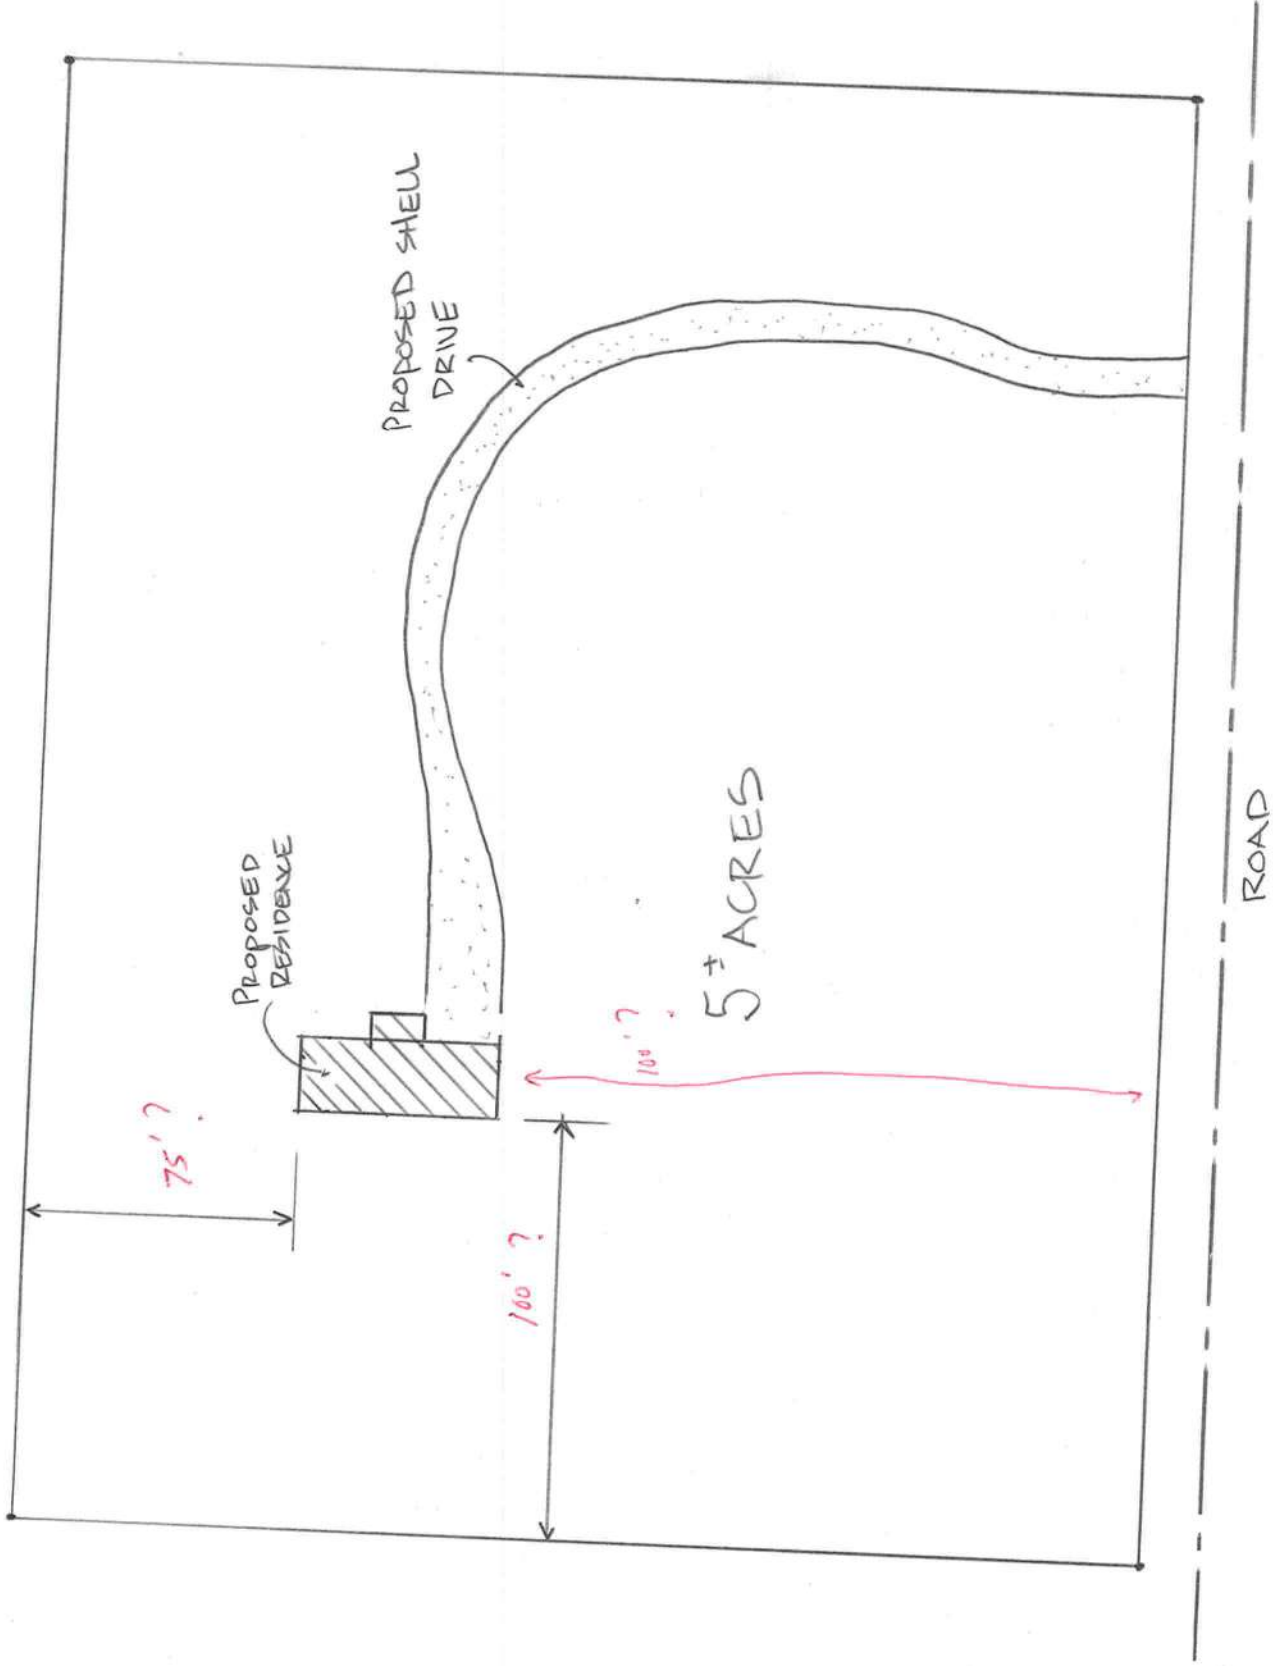 PROPOSED SHELL
DRIVE
PROPOSED
RESIDENCE
75' ?
100' ?
100' ?
5 ± ACRES
ROAD